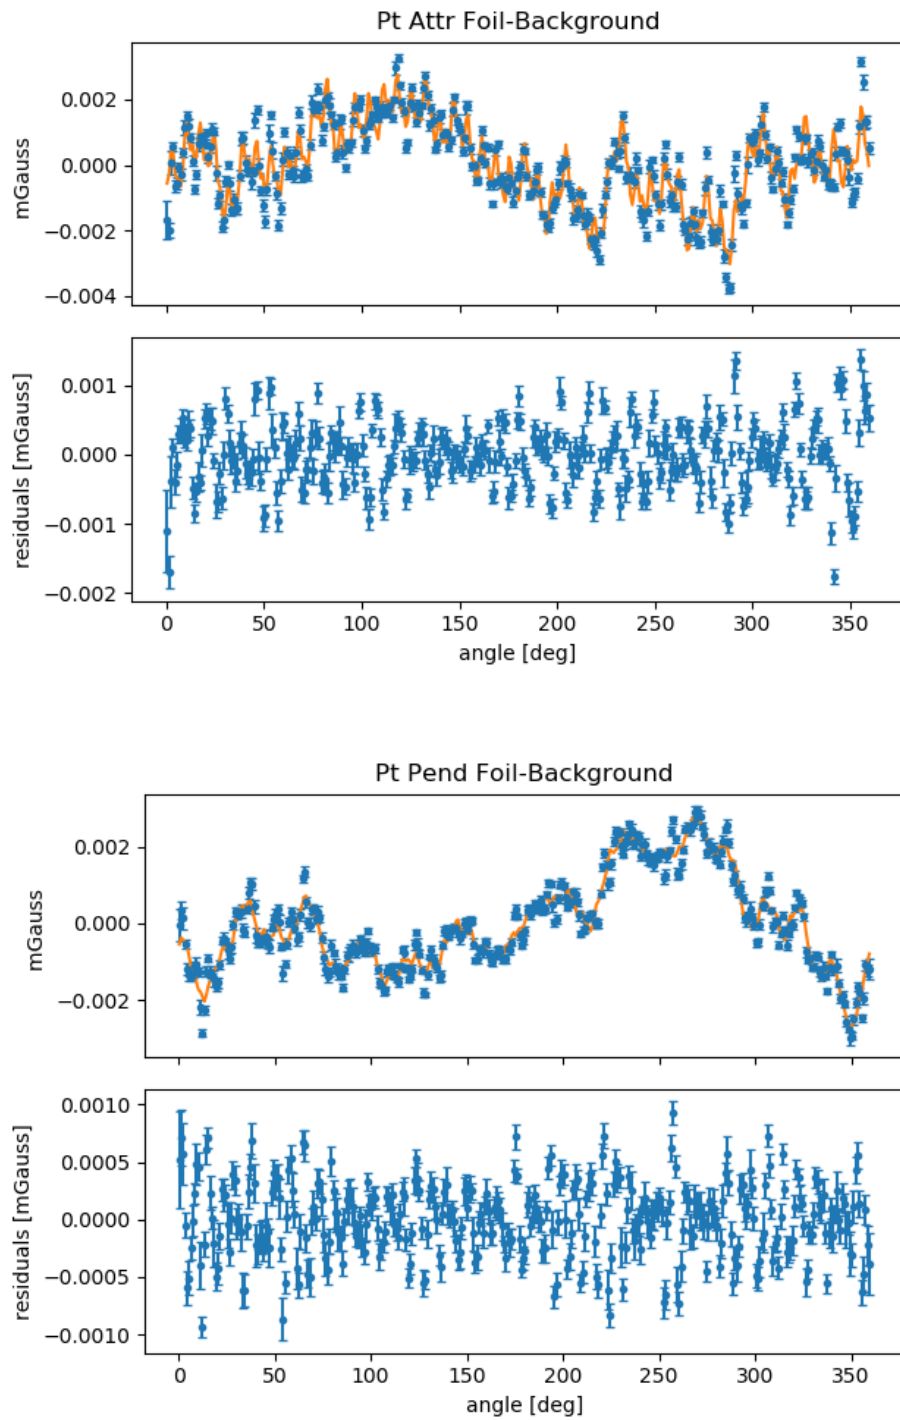 Pt Attr Foil-Background
mGauss
0.002
0.000
−0.002
−0.004
residuals [mGauss]
0.001
0.000
−0.001
−0.002
0 50 100 150 200 250 300 350
angle [deg]
Pt Pend Foil-Background
mGauss
0.002
0.000
−0.002
residuals [mGauss]
0.0010
0.0005
0.0000
−0.0005
−0.0010
0 50 100 150 200 250 300 350
angle [deg]